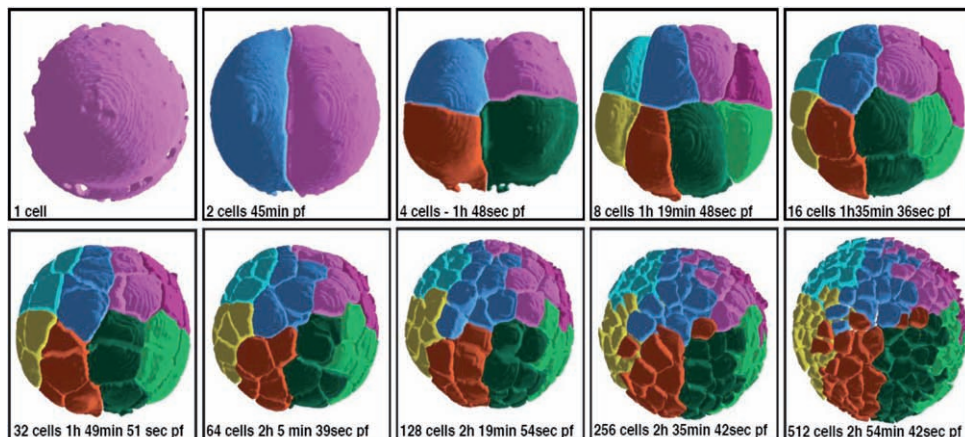 1 cell
2 cells 45min pf
4 cells - 1h 48sec pf
8 cells 1h 19min 48sec pf
16 cells 1h35min 36sec pf
32 cells 1h 49min 51 sec pf
64 cells 2h 5 min 39sec pf
128 cells 2h 19min 54sec pf
256 cells 2h 35min 42sec pf
512 cells 2h 54min 42sec pf